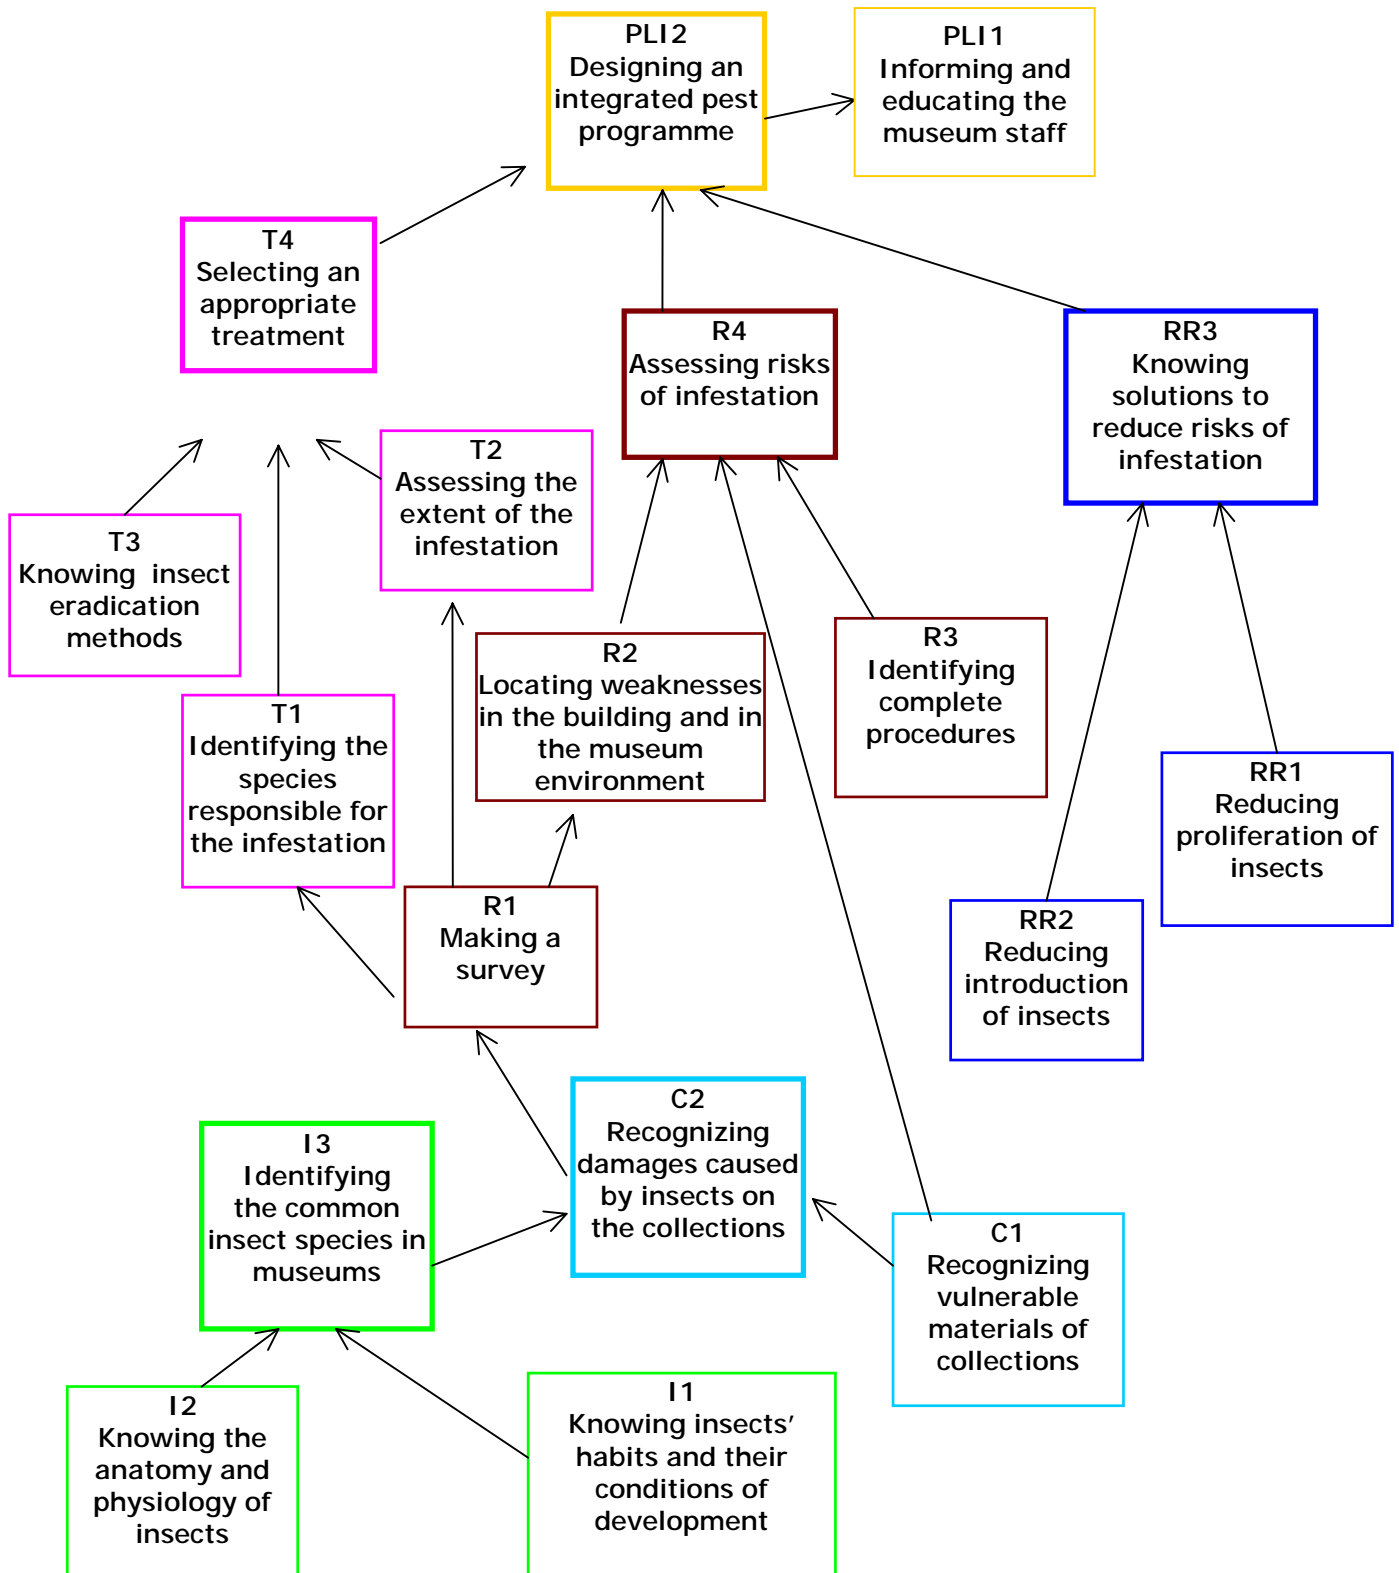 PLI2
Designing an
integrated pest
programme
PLI1
Informing and
educating the
museum staff
T4
Selecting an
appropriate
treatment
R4
Assessing risks
of infestation
RR3
Knowing
solutions to
reduce risks of
infestation
T2
Assessing the
extent of the
infestation
T3
Knowing insect
eradication
methods
R2
Locating weaknesses
in the building and in
the museum
environment
R3
Identifying
complete
procedures
T1
Identifying the
species
responsible for
the infestation
RR1
Reducing
proliferation of
insects
R1
Making a
survey
RR2
Reducing
introduction
of insects
C2
Recognizing
damages caused
by insects on
the collections
I3
Identifying
the common
insect species in
museums
C1
Recognizing
vulnerable
materials of
collections
I2
Knowing the
anatomy and
physiology of
insects
I1
Knowing insects’
habits and their
conditions of
development